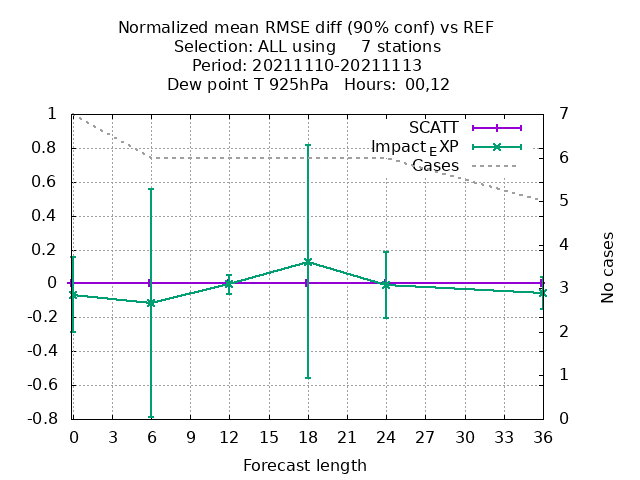 Normalized mean RMSE diff (90% conf) vs REF
Selection: ALL using     7 stations
Period: 20211110-20211113
Dew point T 925hPa   Hours:  00,12
1
0.8
0.6
0.4
0.2
0
-0.2
-0.4
-0.6
-0.8
SCATT
Impact_EXP
Cases
7
6
5
4
3
2
1
0
No cases
0 3 6 9 12 15 18 21 24 27 30 33 36
Forecast length